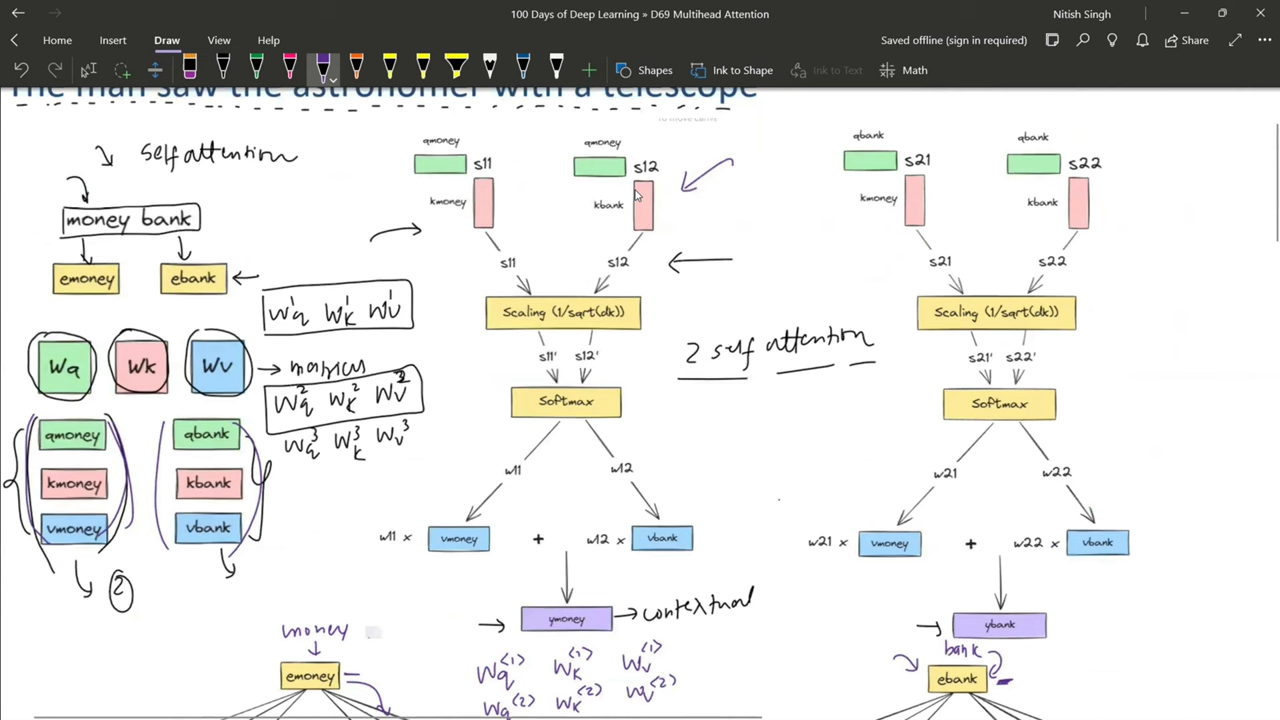 100 Days of Deep Learning » D69 Multihead Attention
Nitish Singh
Home Insert Draw View Help
Saved offline (sign in required)
Share
Shapes
Ink to Shape
Ink to Text
Math
The man saw the astronomer with a telescope
self attention
money bank
emoney ebank
Wq Wk Wv
matrices
Wq¹ Wk¹ Wv¹
Wq² Wk² Wv²
Wq³ Wk³ Wv³
qmoney qbank
kmoney kbank
vmoney vbank
2
money
emoney
qmoney s11 qmoney s12
kmoney kbank
s11 s12
Scaling (1/sqrt(dk))
s11' s12'
Softmax
w11 w12
w11 × vmoney + w12 × vbank
ymoney
contextual
Wq<1> Wk<1> Wv<1>
Wq<2> Wk<2> Wq<2>
2 self attention
qbank s21 qbank s22
kmoney kbank
s21 s22
Scaling (1/sqrt(dk))
s21' s22'
Softmax
w21 w22
w21 × vmoney + w22 × vbank
ybank
bank
ebank